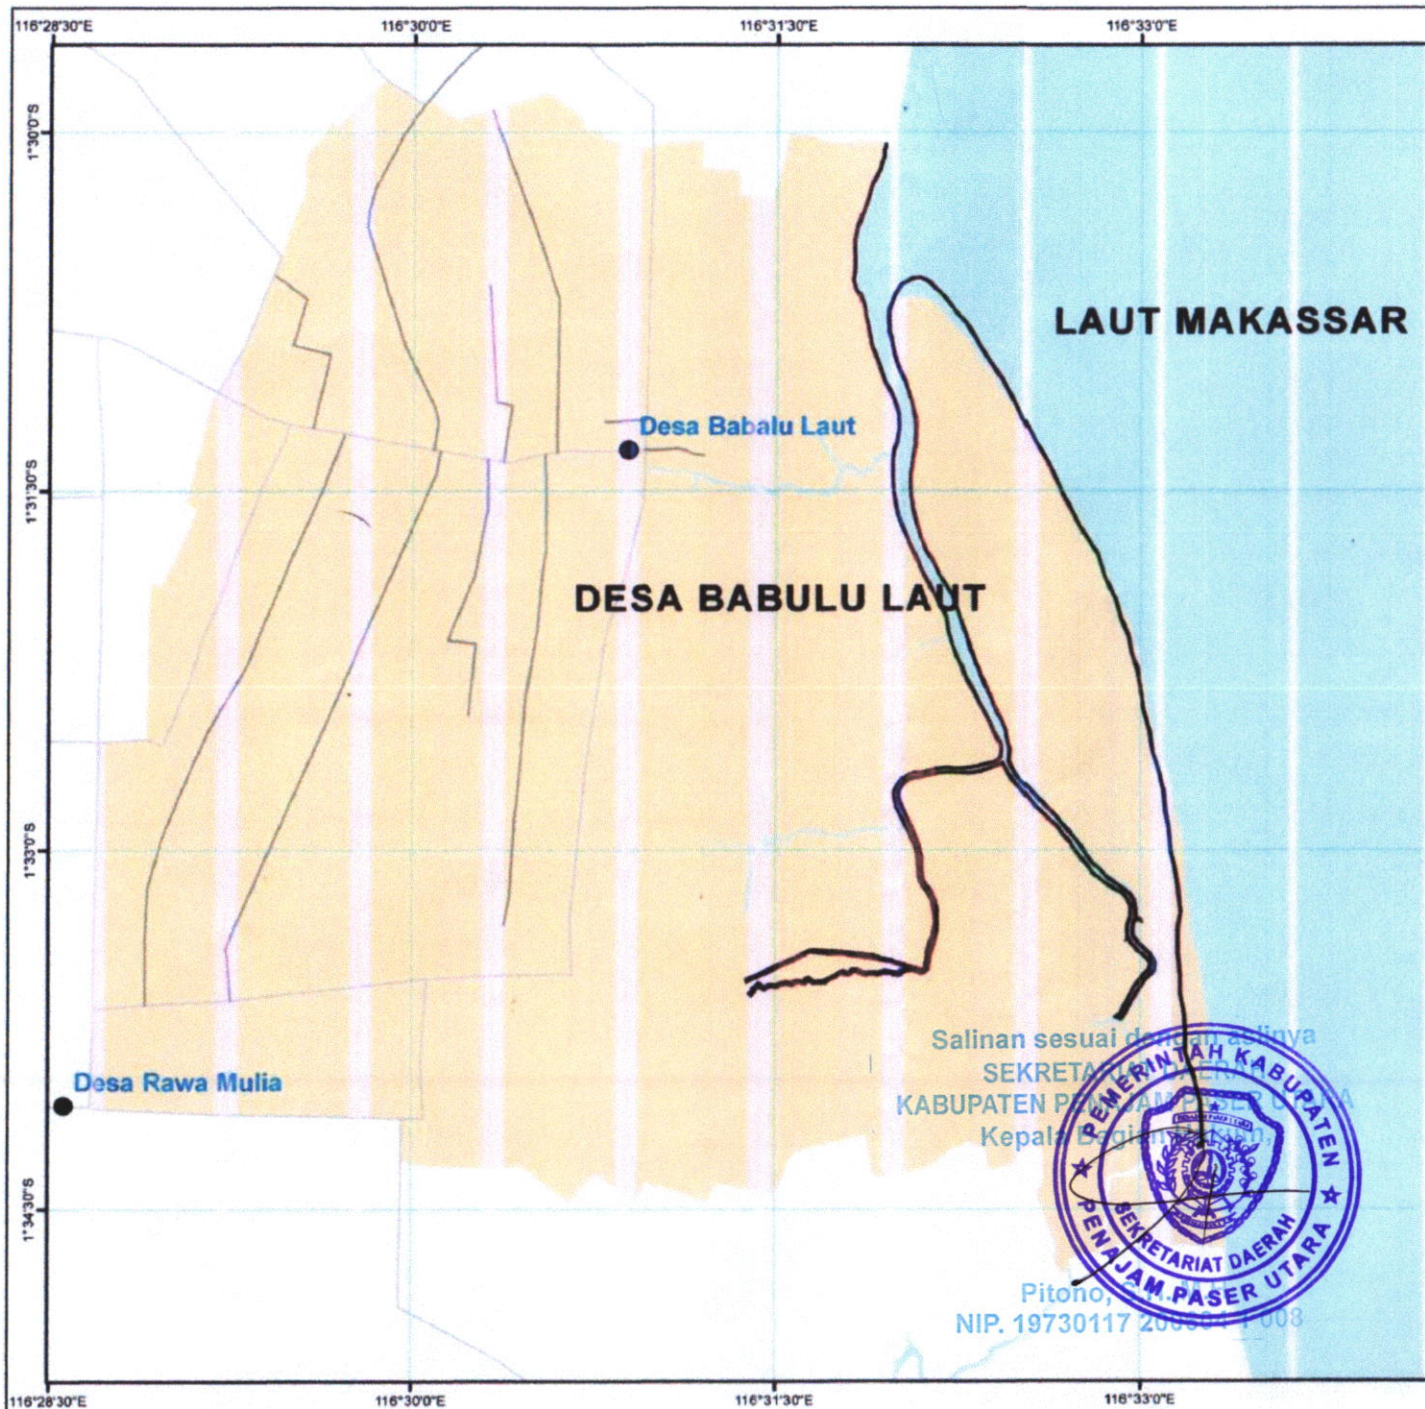 116°28'30"E 116°30'0"E 116°31'30"E 116°33'0"E
1°30'0"S
LAUT MAKASSAR
Desa Babalu Laut
1°31'30"S
DESA BABULU LAUT
1°33'0"S
Salinan sesuai dengan aslinya
SEKRETARIAT DAERAH
KABUPATEN PENAJAM PASER UTARA
Kepala Bagian Hukum,
PEMERINTAH KABUPATEN
PENAJAM PASER UTARA
SEKRETARIAT DAERAH
Desa Rawa Mulia
1°34'30"S
Pitono,
NIP. 19730117 008
116°28'30"E 116°30'0"E 116°31'30"E 116°33'0"E